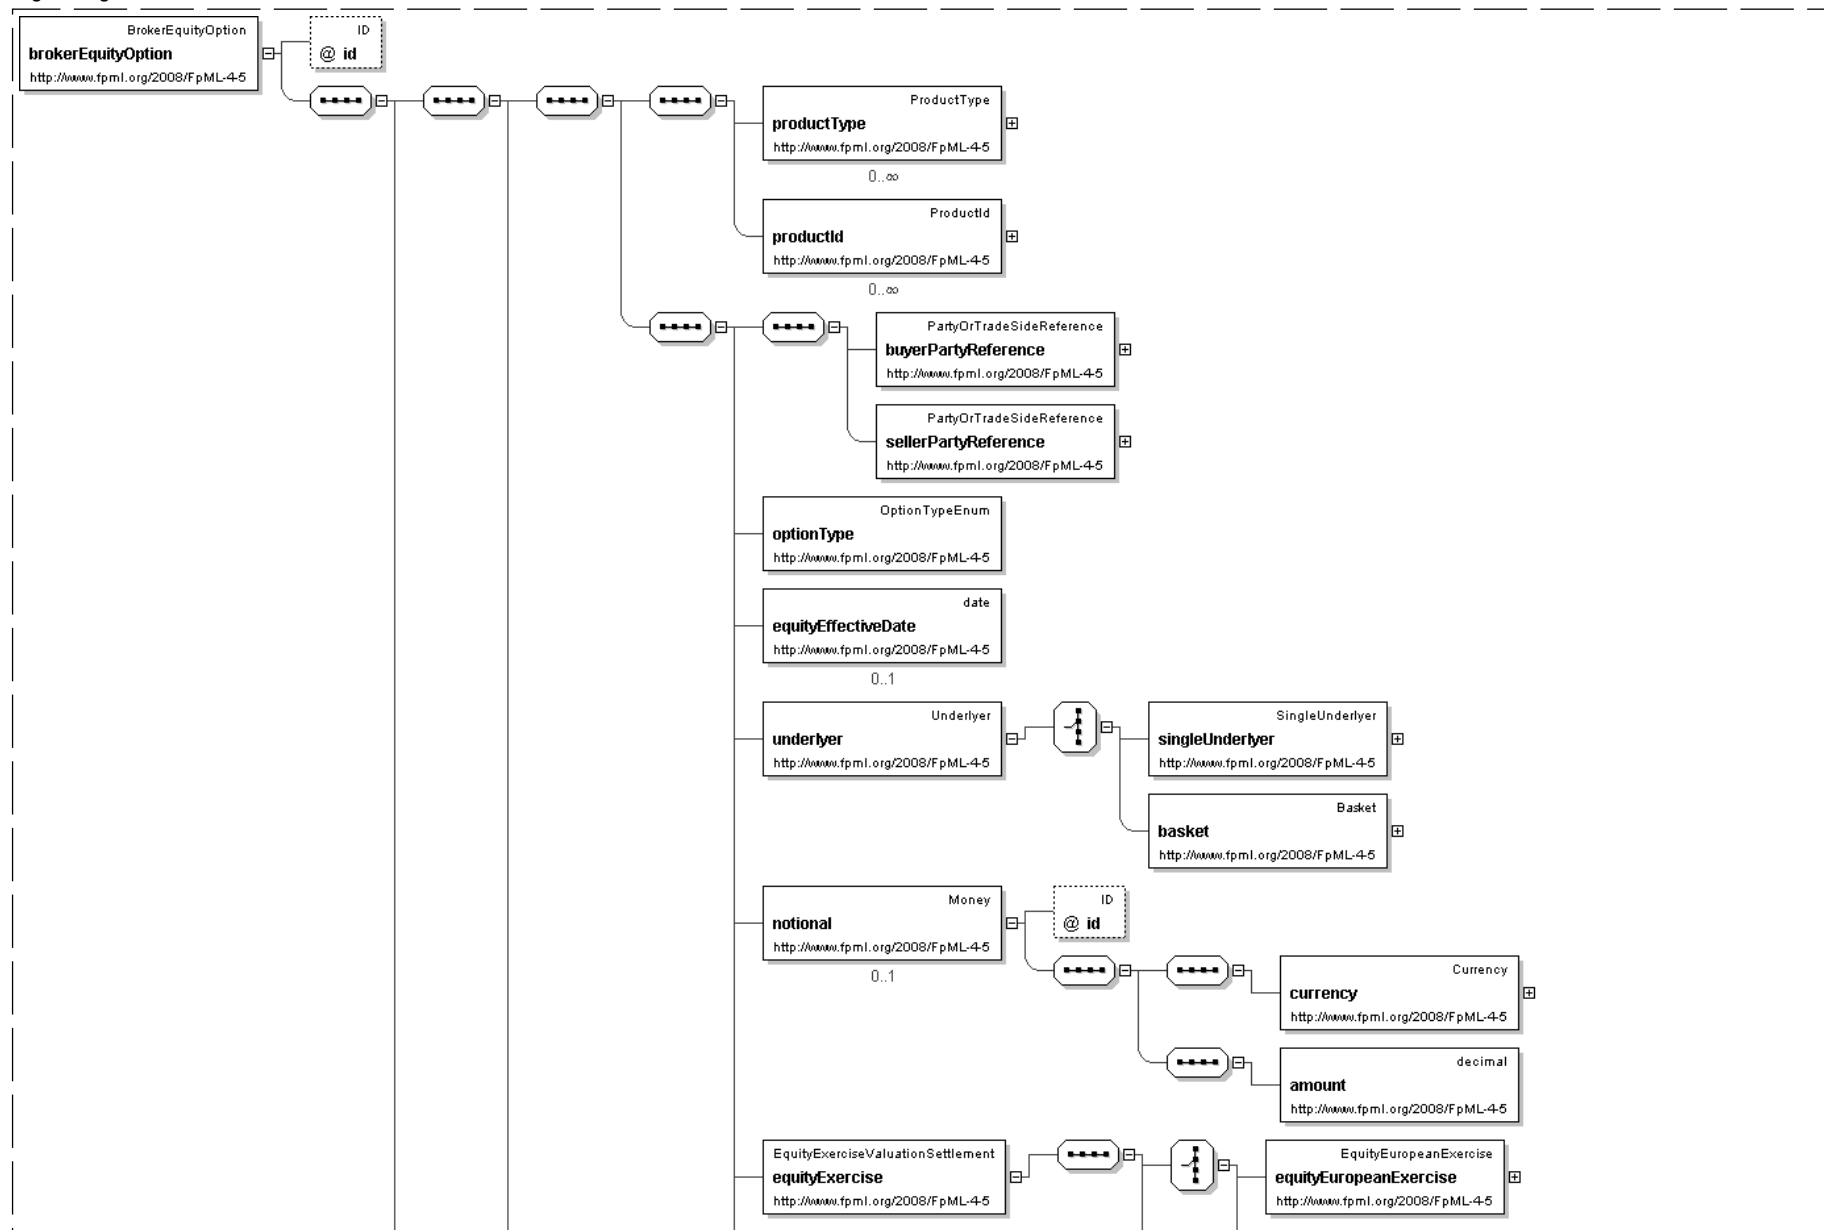 BrokerEquityOption
brokerEquityOption
http://www.fpml.org/2008/FpML-4-5
ID
@ id
ProductType
productType
http://www.fpml.org/2008/FpML-4-5
0..∞
ProductId
productId
http://www.fpml.org/2008/FpML-4-5
0..∞
PartyOrTradeSideReference
buyerPartyReference
http://www.fpml.org/2008/FpML-4-5
PartyOrTradeSideReference
sellerPartyReference
http://www.fpml.org/2008/FpML-4-5
OptionTypeEnum
optionType
http://www.fpml.org/2008/FpML-4-5
date
equityEffectiveDate
http://www.fpml.org/2008/FpML-4-5
0..1
Underlyer
underlyer
http://www.fpml.org/2008/FpML-4-5
SingleUnderlyer
singleUnderlyer
http://www.fpml.org/2008/FpML-4-5
Basket
basket
http://www.fpml.org/2008/FpML-4-5
Money
notional
http://www.fpml.org/2008/FpML-4-5
0..1
ID
@ id
Currency
currency
http://www.fpml.org/2008/FpML-4-5
decimal
amount
http://www.fpml.org/2008/FpML-4-5
EquityExerciseValuationSettlement
equityExercise
http://www.fpml.org/2008/FpML-4-5
EquityEuropeanExercise
equityEuropeanExercise
http://www.fpml.org/2008/FpML-4-5